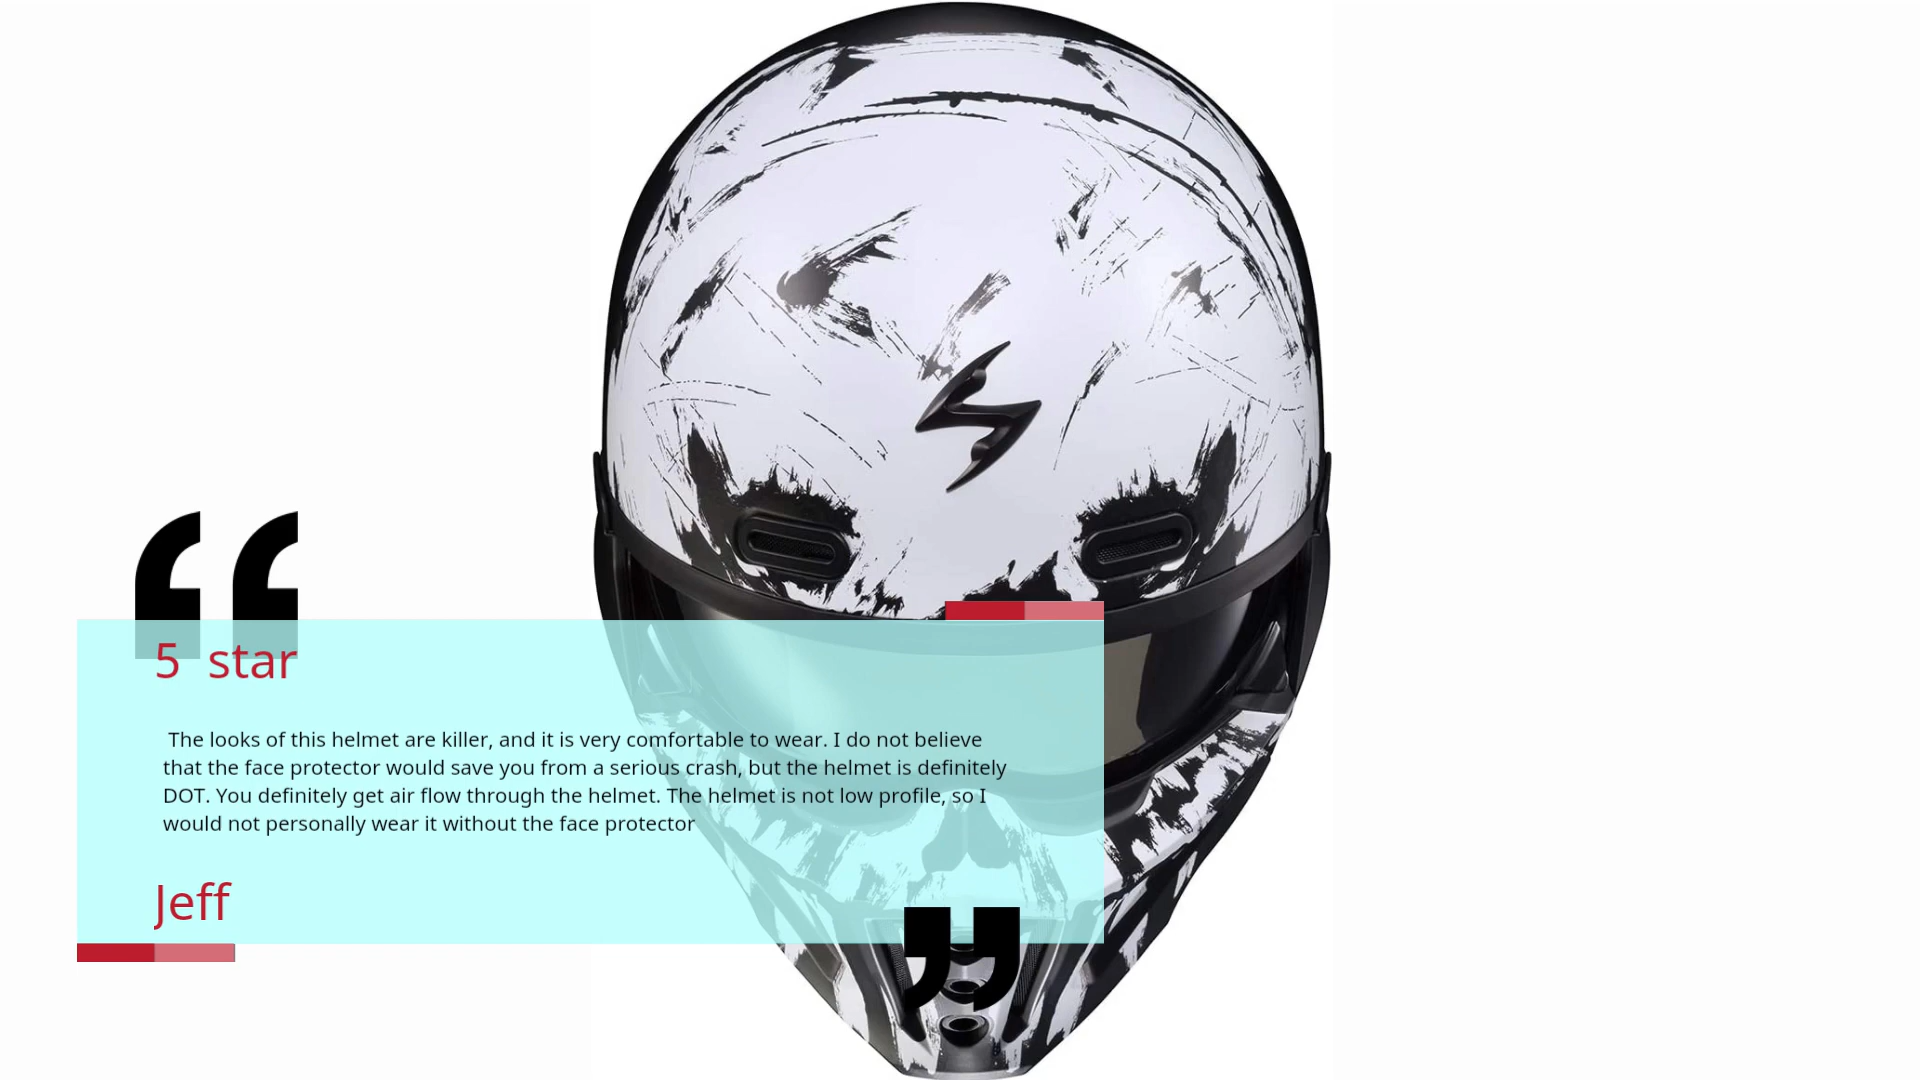 “
5 star
The looks of this helmet are killer, and it is very comfortable to wear. I do not believe
that the face protector would save you from a serious crash, but the helmet is definitely
DOT. You definitely get air flow through the helmet. The helmet is not low profile, so I
would not personally wear it without the face protector
Jeff
”